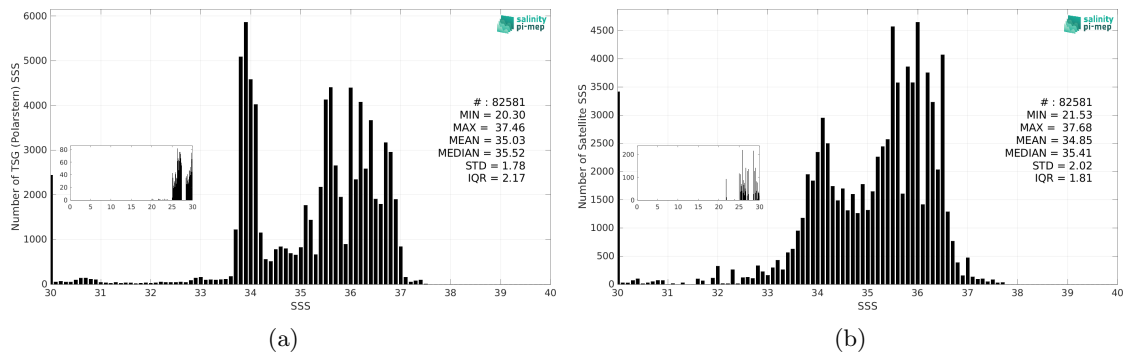 salinity
pi-mep
Number of TSG (Polarstern) SSS
6000
5000
4000
3000
2000
1000
0
# : 82581
MIN = 20.30
MAX = 37.46
MEAN = 35.03
MEDIAN = 35.52
STD = 1.78
IQR = 2.17
80
60
40
20
0
0 5 10 15 20 25 30
30 31 32 33 34 35 36 37 38 39 40
SSS
(a)
salinity
pi-mep
Number of Satellite SSS
4500
4000
3500
3000
2500
2000
1500
1000
500
0
# : 82581
MIN = 21.53
MAX = 37.68
MEAN = 34.85
MEDIAN = 35.41
STD = 2.02
IQR = 1.81
200
100
0
0 5 10 15 20 25 30
30 31 32 33 34 35 36 37 38 39 40
SSS
(b)